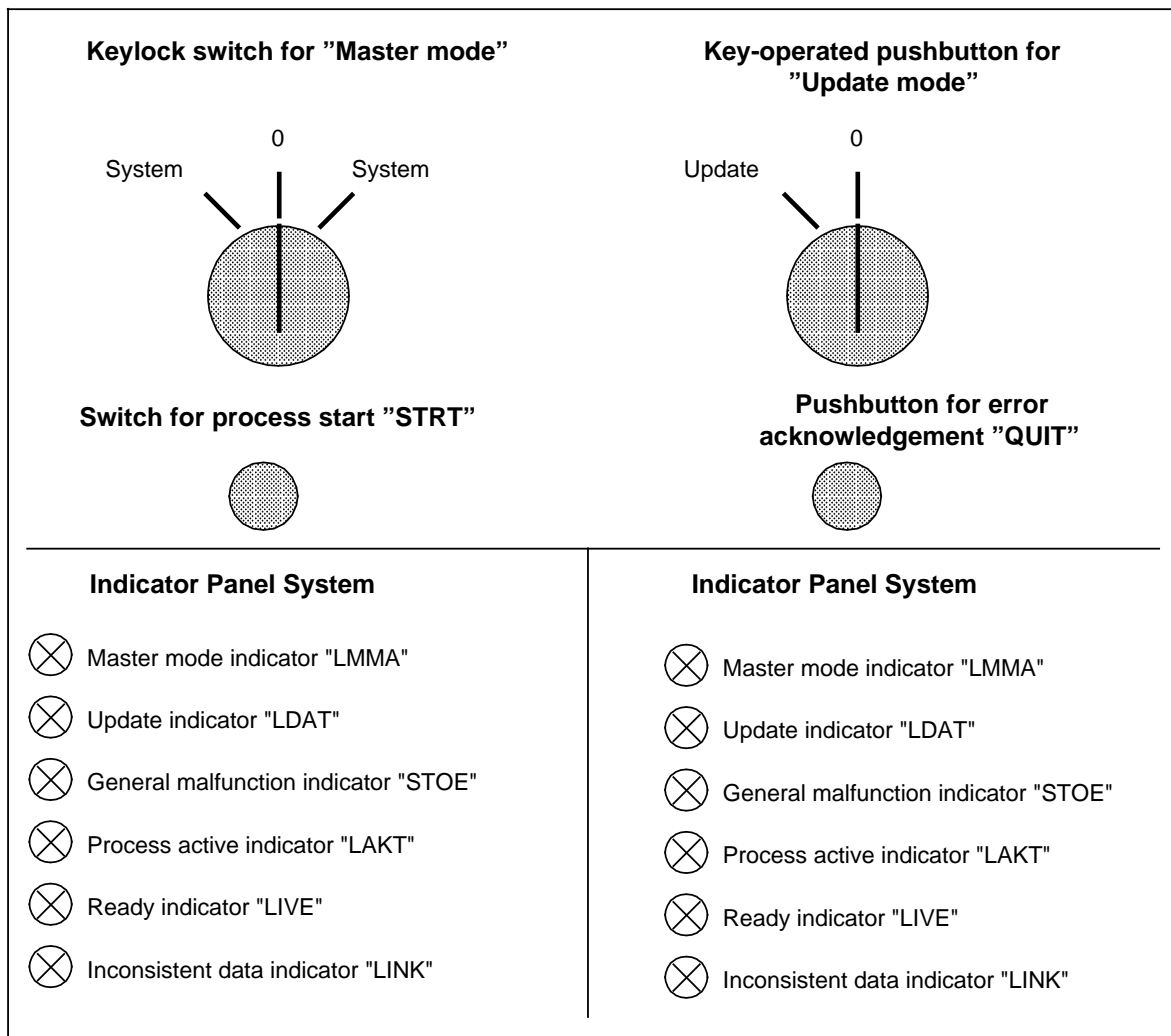 Keylock switch for ”Master mode”
Key-operated pushbutton for
”Update mode”
0
System
System
0
Update
Switch for process start ”STRT”
Pushbutton for error
acknowledgement ”QUIT”
Indicator Panel System
Master mode indicator "LMMA"
Update indicator "LDAT"
General malfunction indicator "STOE"
Process active indicator "LAKT"
Ready indicator "LIVE"
Inconsistent data indicator "LINK"
Indicator Panel System
Master mode indicator "LMMA"
Update indicator "LDAT"
General malfunction indicator "STOE"
Process active indicator "LAKT"
Ready indicator "LIVE"
Inconsistent data indicator "LINK"